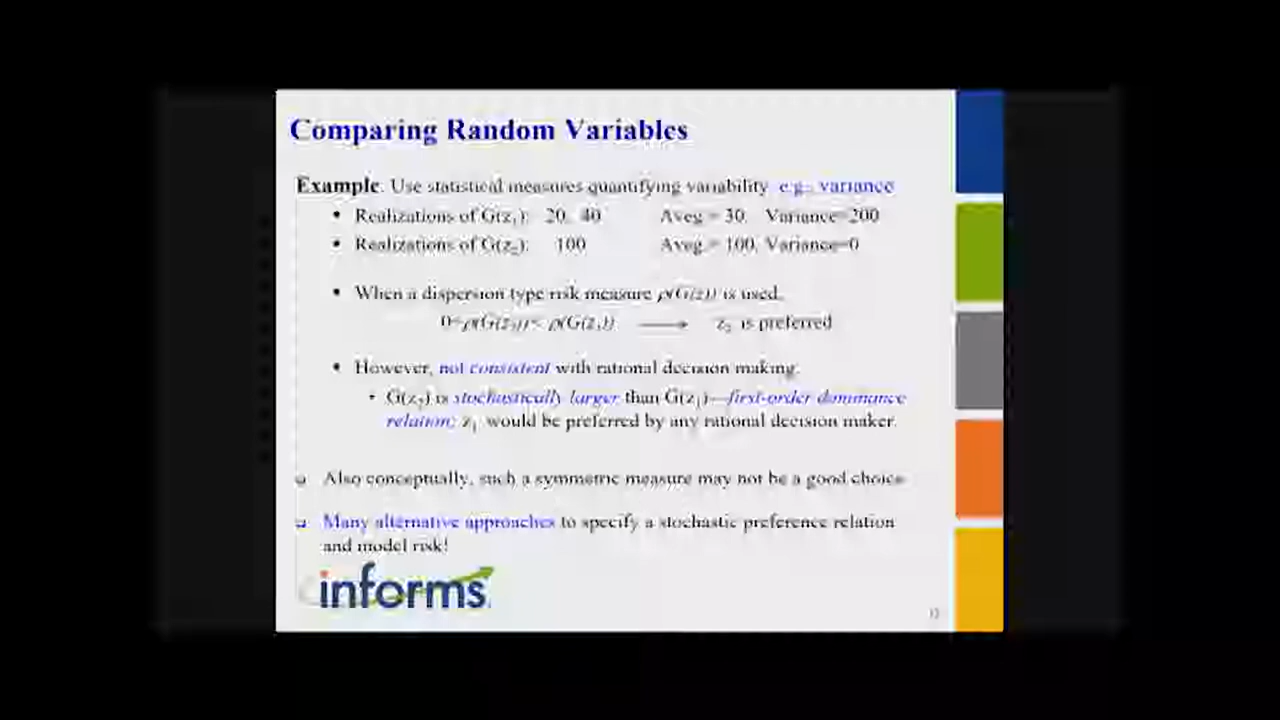 Comparing Random Variables
Example. Use statistical measures quantifying variability, e.g., variance
• Realizations of G(z₁): 20, 40 Aveg.= 30, Variance=200
• Realizations of G(z₂): 100 Aveg.= 100, Variance=0
• When a dispersion type risk measure ρ(G(z)) is used,
0=ρ(G(z₂))< ρ(G(z₁)) → z₂ is preferred
• However, not consistent with rational decision making.
• G(z₂) is stochastically larger than G(z₁)—first-order dominance
relation; z₁ would be preferred by any rational decision maker.
Also conceptually, such a symmetric measure may not be a good choice
Many alternative approaches to specify a stochastic preference relation
and model risk!
informs